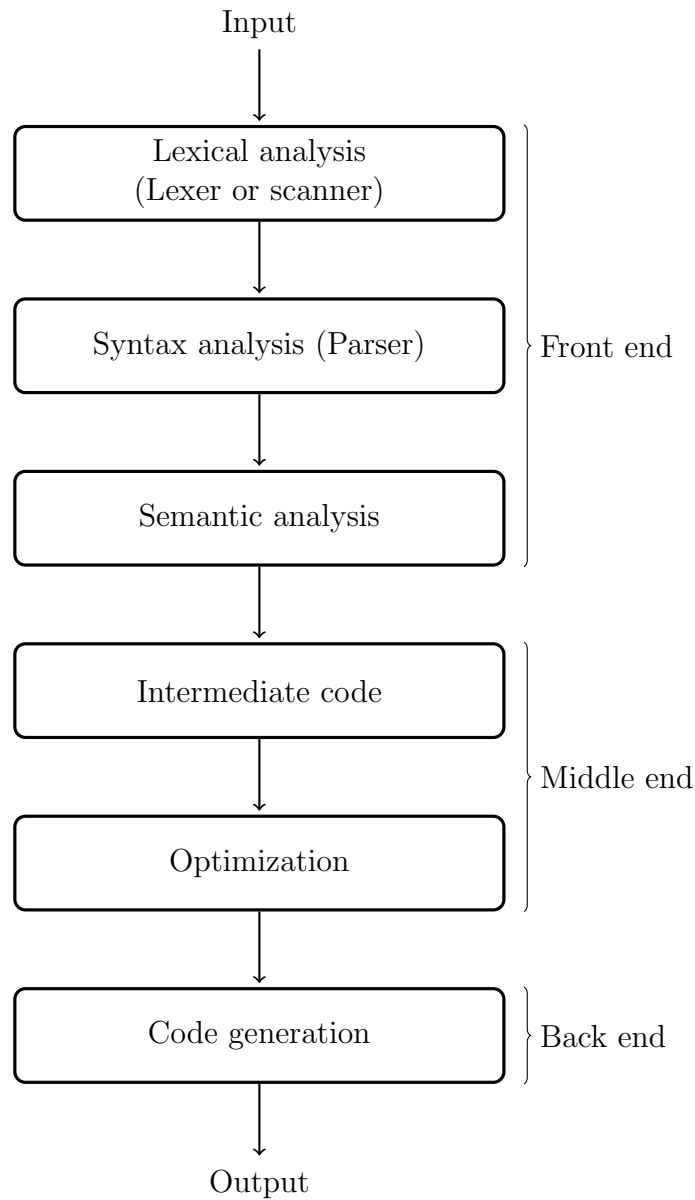 Input
Lexical analysis
(Lexer or scanner)
Syntax analysis (Parser)
Front end
Semantic analysis
Intermediate code
Middle end
Optimization
Code generation
Back end
Output